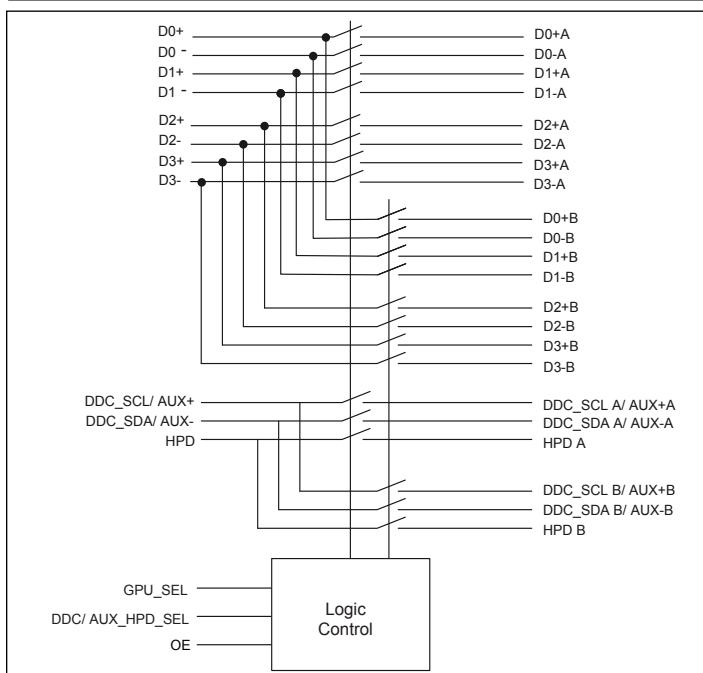 D0+ D0+A
D0 - D0-A
D1+ D1+A
D1 - D1-A
D2+ D2+A
D2- D2-A
D3+ D3+A
D3- D3-A
D0+B
D0-B
D1+B
D1-B
D2+B
D2-B
D3+B
D3-B
DDC_SCL/ AUX+ DDC_SCL A/ AUX+A
DDC_SDA/ AUX- DDC_SDA A/ AUX-A
HPD HPD A
DDC_SCL B/ AUX+B
DDC_SDA B/ AUX-B
HPD B
GPU_SEL
DDC/ AUX_HPD_SEL
OE
Logic
Control